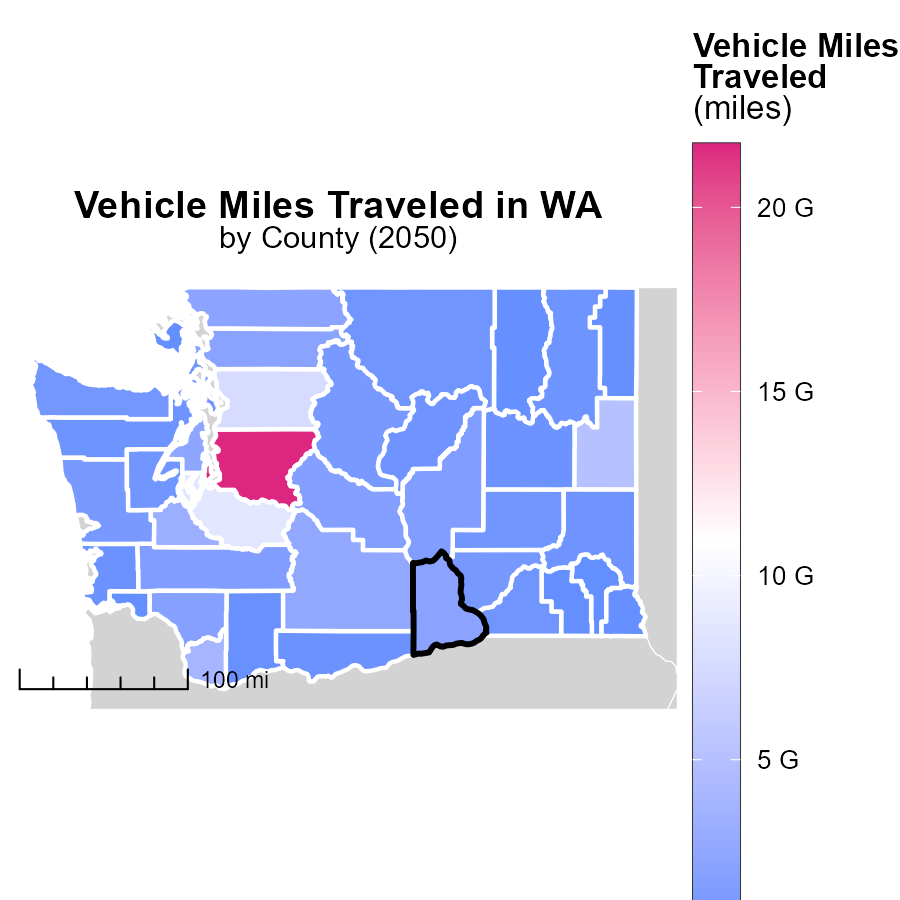 Vehicle Miles
Traveled
(miles)
Vehicle Miles Traveled in WA
by County (2050)
20 G
15 G
10 G
5 G
100 mi